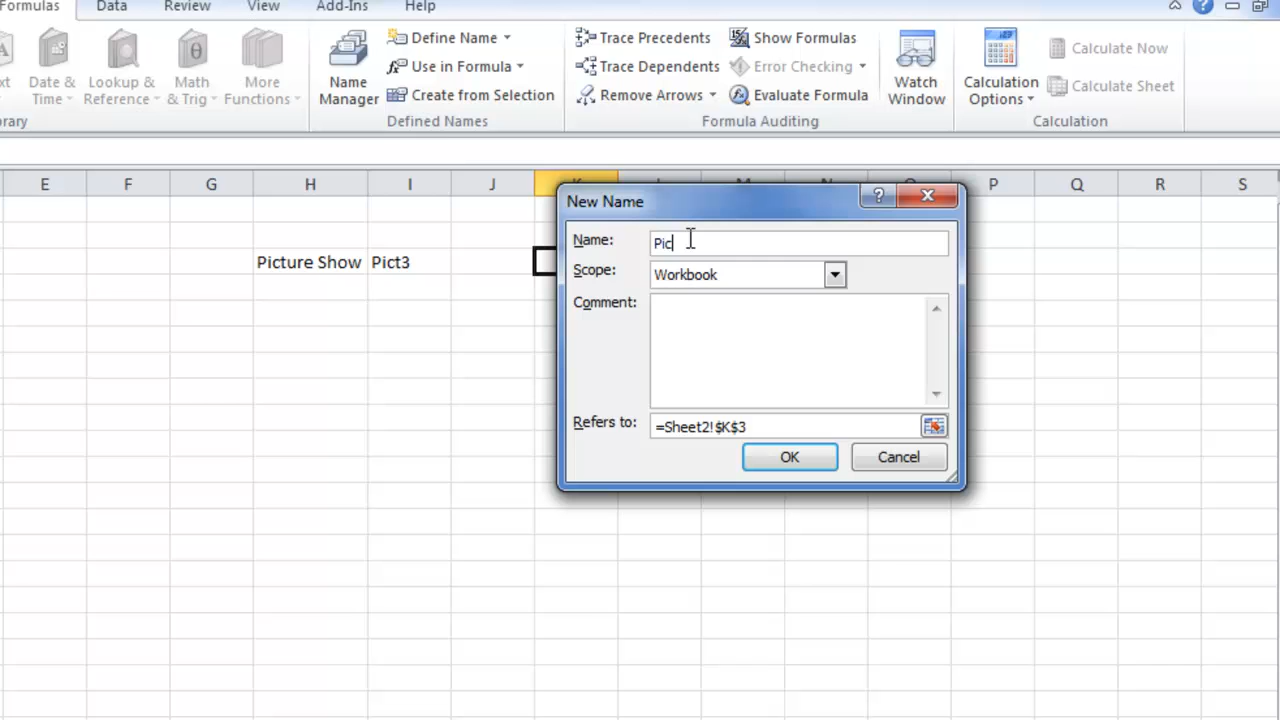 Formulas Data Review View Add-Ins Help
Define Name Trace Precedents Show Formulas
Use in Formula Trace Dependents Error Checking
Create from Selection Remove Arrows Evaluate Formula
Date & Time Lookup & Reference Math & Trig More Functions Name Manager Watch Window Calculation Options Calculate Now Calculate Sheet
Defined Names Formula Auditing Calculation
E F G H I J P Q R S
New Name
Name: Pic
Picture Show Pict3
Scope: Workbook
Comment:
Refers to: =Sheet2!$K$3
OK Cancel